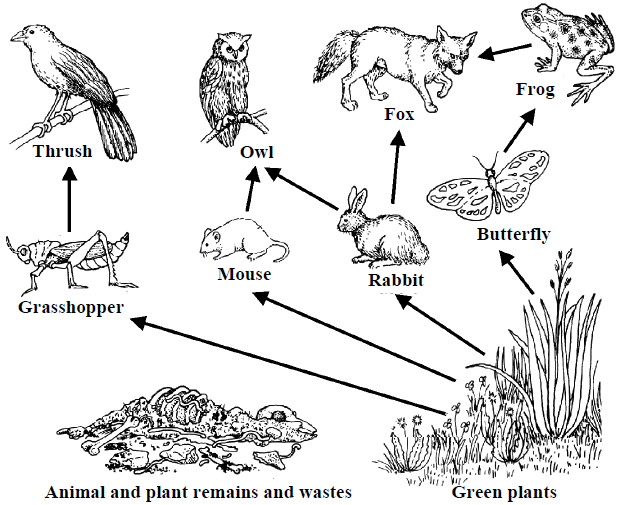 Frog
Fox
Thrush
Owl
Butterfly
Mouse
Rabbit
Grasshopper
Animal and plant remains and wastes
Green plants